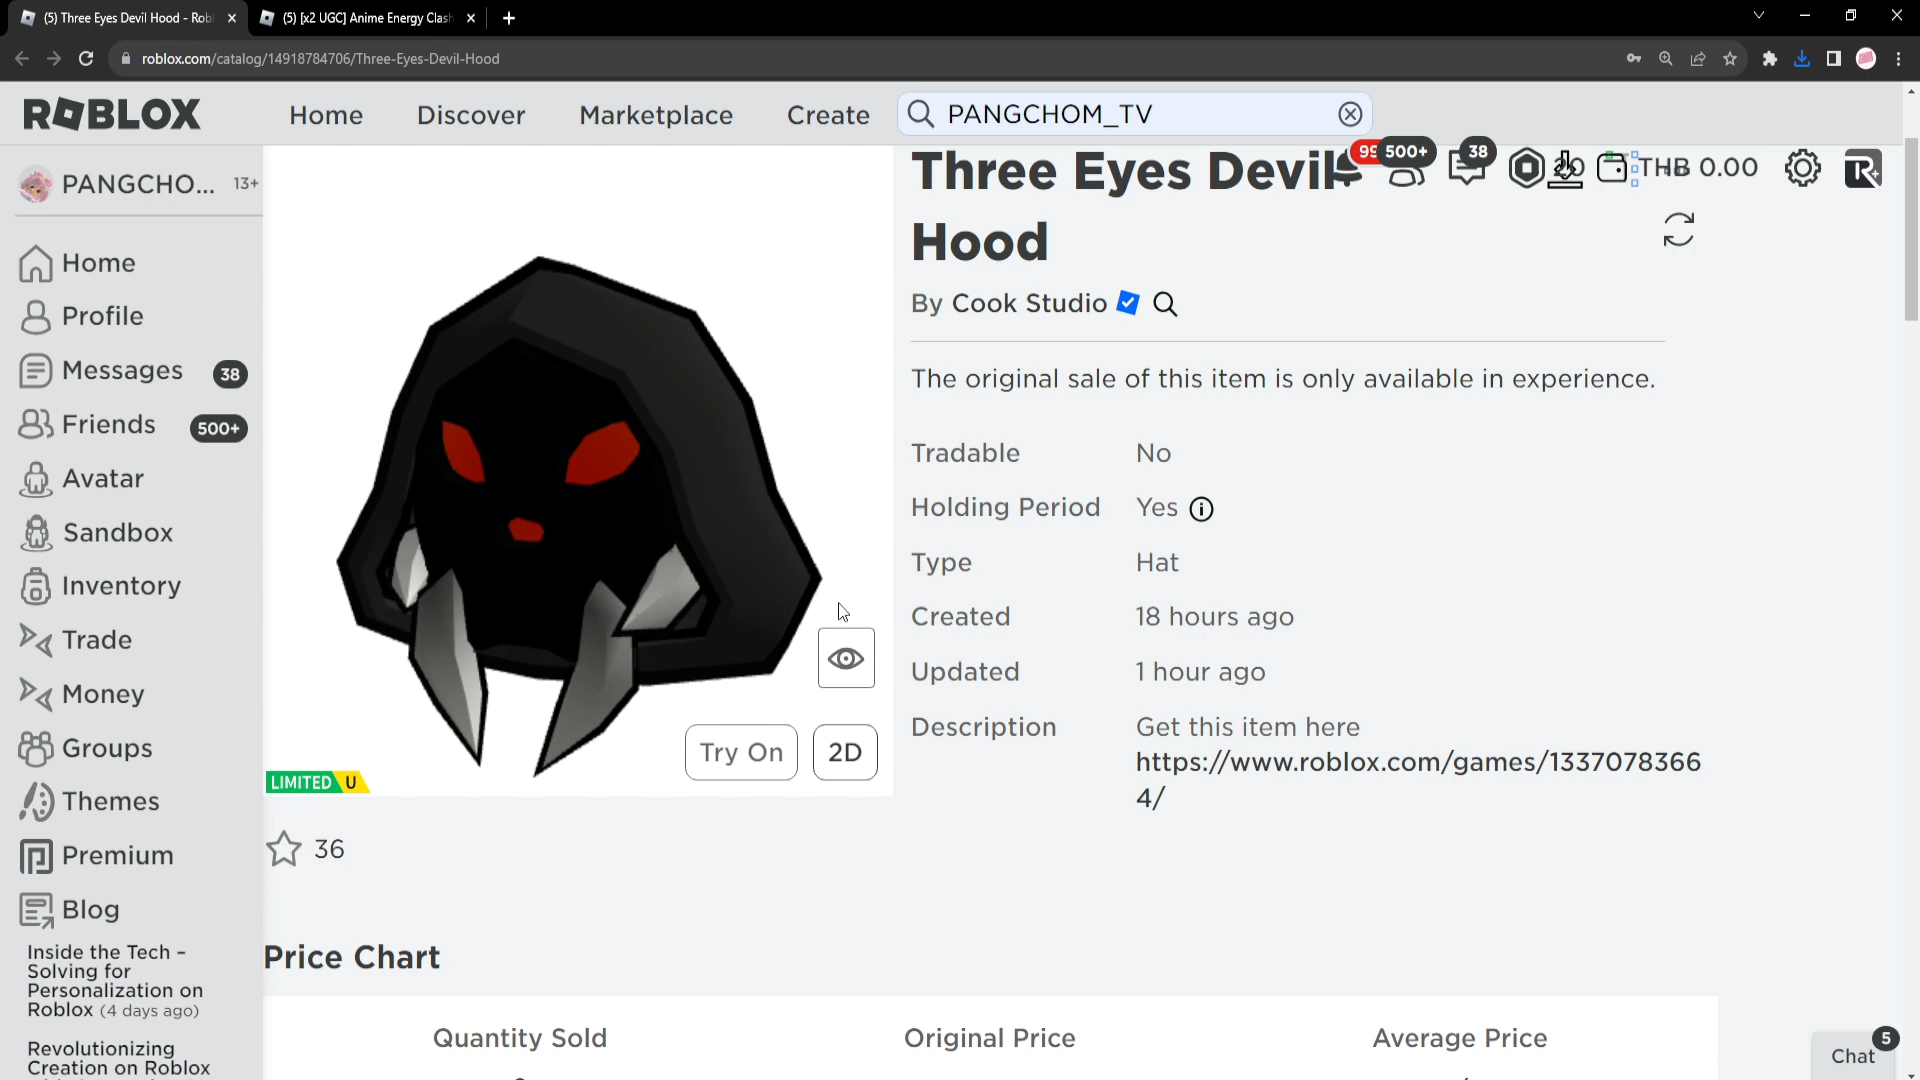 (5) Three Eyes Devil Hood - Rob
(5) [x2 UGC] Anime Energy Clash
roblox.com/catalog/14918784706/Three-Eyes-Devil-Hood
ROBLOX
Home
Discover
Marketplace
Create
PANGCHOM_TV
99
500+
38
THB 0.00
PANGCHO... 13+
Home
Profile
Messages 38
Friends 500+
Avatar
Sandbox
Inventory
Trade
Money
Groups
Themes
Premium
Blog
Inside the Tech –
Solving for
Personalization on
Roblox (4 days ago)
Revolutionizing
Creation on Roblox
Try On
2D
LIMITED U
36
Three Eyes Devil
Hood
By Cook Studio
The original sale of this item is only available in experience.
Tradable No
Holding Period Yes
Type Hat
Created 18 hours ago
Updated 1 hour ago
Description Get this item here
https://www.roblox.com/games/1337078366
4/
Price Chart
Quantity Sold
Original Price
Average Price
Chat 5